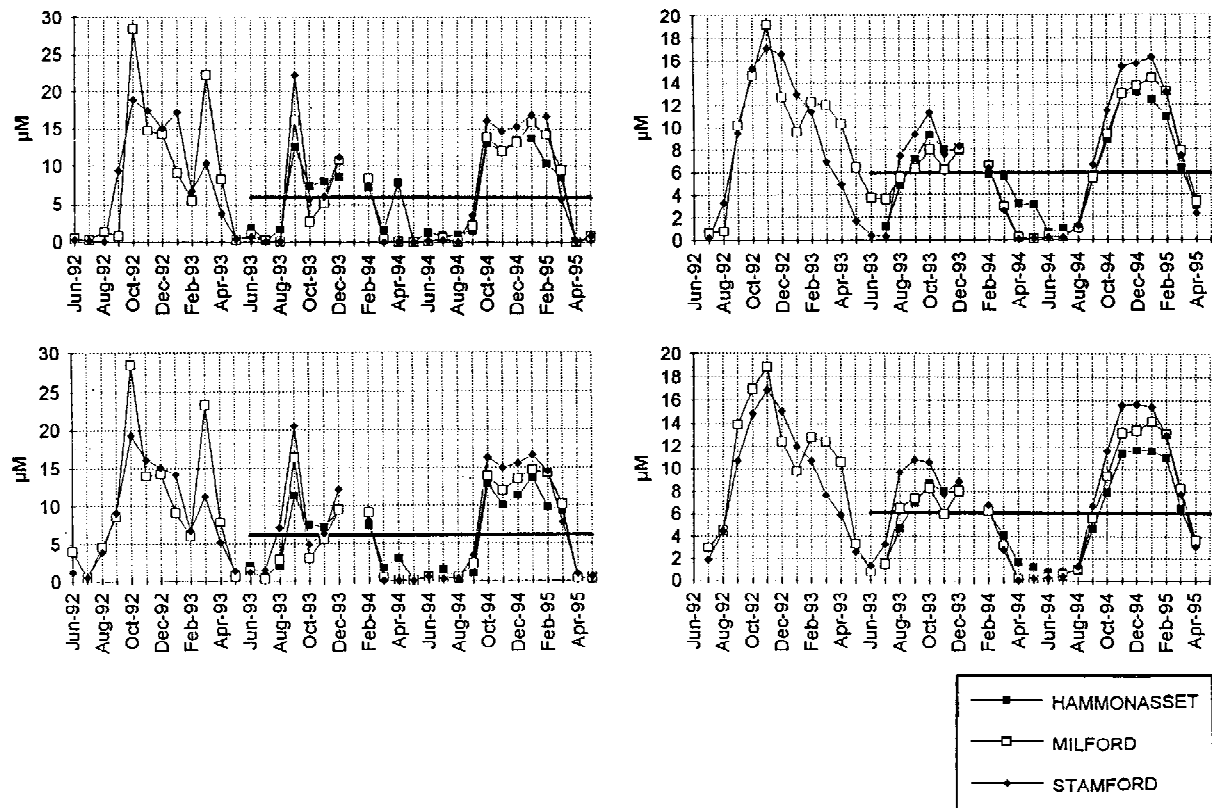 30
25
20
15
10
5
0
µM
Jun-92
Aug-92
Oct-92
Dec-92
Feb-93
Apr-93
Jun-93
Aug-93
Oct-93
Dec-93
Feb-94
Apr-94
Jun-94
Aug-94
Oct-94
Dec-94
Feb-95
Apr-95
20
18
16
14
12
10
8
6
4
2
0
µM
Jun-92
Aug-92
Oct-92
Dec-92
Feb-93
Apr-93
Jun-93
Aug-93
Oct-93
Dec-93
Feb-94
Apr-94
Jun-94
Aug-94
Oct-94
Dec-94
Feb-95
Apr-95
30
25
20
15
10
5
0
µM
Jun-92
Aug-92
Oct-92
Dec-92
Feb-93
Apr-93
Jun-93
Aug-93
Oct-93
Dec-93
Feb-94
Apr-94
Jun-94
Aug-94
Oct-94
Dec-94
Feb-95
Apr-95
20
18
16
14
12
10
8
6
4
2
0
µM
Jun-92
Aug-92
Oct-92
Dec-92
Feb-93
Apr-93
Jun-93
Aug-93
Oct-93
Dec-93
Feb-94
Apr-94
Jun-94
Aug-94
Oct-94
Dec-94
Feb-95
Apr-95
HAMMONASSET
MILFORD
STAMFORD